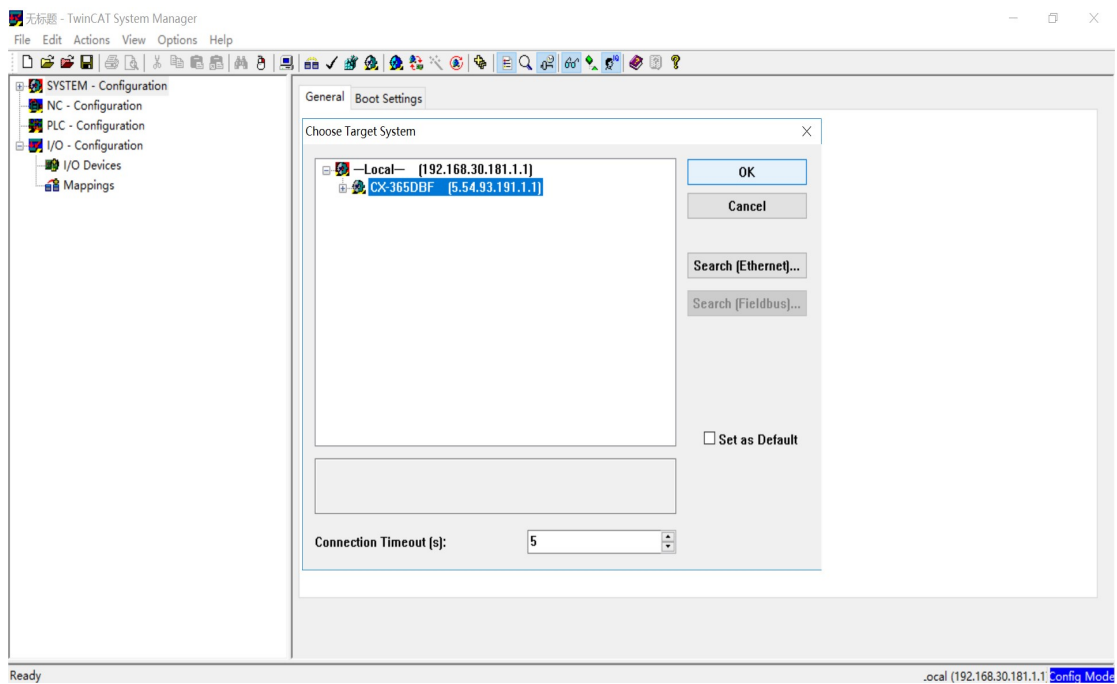 无标题 - TwinCAT System Manager
File Edit Actions View Options Help
SYSTEM - Configuration
NC - Configuration
PLC - Configuration
I/O - Configuration
I/O Devices
Mappings
General Boot Settings
Choose Target System
—Local— (192.168.30.181.1.1)
CX-365DBF (5.54.93.191.1.1)
OK
Cancel
Search (Ethernet)...
Search (Fieldbus)...
Set as Default
Connection Timeout (s): 5
Ready .ocal (192.168.30.181.1.1 Config Mode